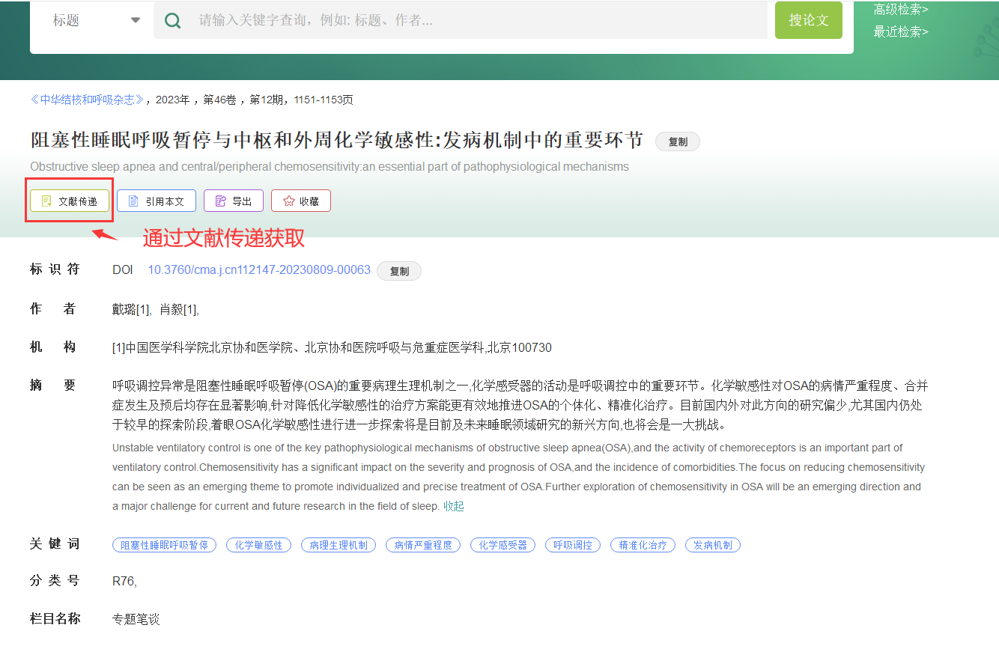 标题
请输入关键字查询，例如: 标题、作者...
搜论文
高级检索>
最近检索>
《中华结核和呼吸杂志》，2023年 ，第46卷 ，第12期，1151-1153页
阻塞性睡眠呼吸暂停与中枢和外周化学敏感性:发病机制中的重要环节
复制
Obstructive sleep apnea and central/peripheral chemosensitivity:an essential part of pathophysiological mechanisms
文献传递
引用本文
导出
收藏
通过文献传递获取
标 识 符 DOI 10.3760/cma.j.cn112147-20230809-00063 复制
作 者 戴璐[1], 肖毅[1],
机 构 [1]中国医学科学院北京协和医学院、北京协和医院呼吸与危重症医学科,北京100730
摘 要 呼吸调控异常是阻塞性睡眠呼吸暂停(OSA)的重要病理生理机制之一,化学感受器的活动是呼吸调控中的重要环节。化学敏感性对OSA的病情严重程度、合并
症发生及预后均存在显著影响,针对降低化学敏感性的治疗方案能更有效地推进OSA的个体化、精准化治疗。目前国内外对此方向的研究偏少,尤其国内仍处
于较早的探索阶段,着眼OSA化学敏感性进行进一步探索将是目前及未来睡眠领域研究的新兴方向,也将会是一大挑战。
Unstable ventilatory control is one of the key pathophysiological mechanisms of obstructive sleep apnea(OSA),and the activity of chemoreceptors is an important part of
ventilatory control.Chemosensitivity has a significant impact on the severity and prognosis of OSA,and the incidence of comorbidities.The focus on reducing chemosensitivity
can be seen as an emerging theme to promote individualized and precise treatment of OSA.Further exploration of chemosensitivity in OSA will be an emerging direction and
a major challenge for current and future research in the field of sleep. 收起
关 键 词 阻塞性睡眠呼吸暂停 化学敏感性 病理生理机制 病情严重程度 化学感受器 呼吸调控 精准化治疗 发病机制
分 类 号 R76,
栏目名称 专题笔谈